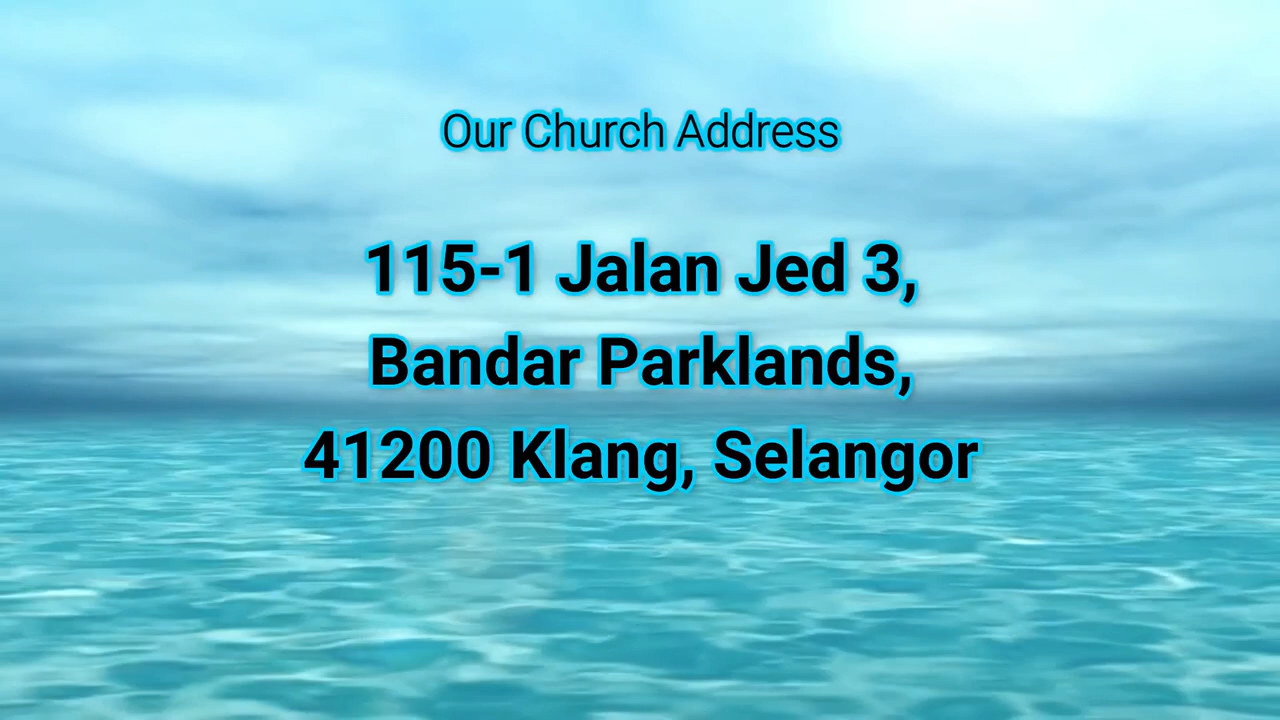 Our Church Address
115-1 Jalan Jed 3,
Bandar Parklands,
41200 Klang, Selangor